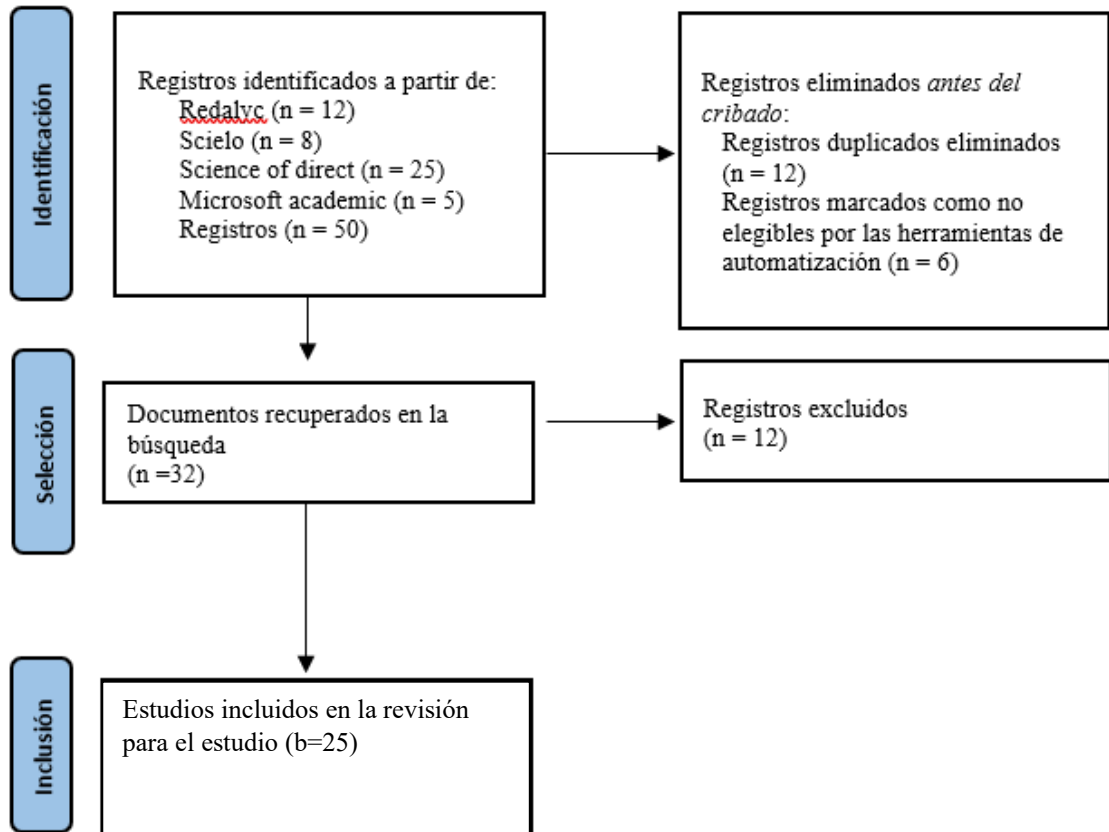 Identificación
Registros identificados a partir de:
Redalyc (n = 12)
Scielo (n = 8)
Science of direct (n = 25)
Microsoft academic (n = 5)
Registros (n = 50)
Registros eliminados antes del
cribado:
Registros duplicados eliminados
(n = 12)
Registros marcados como no
elegibles por las herramientas de
automatización (n = 6)
Selección
Documentos recuperados en la
búsqueda
(n =32)
Registros excluidos
(n = 12)
Inclusión
Estudios incluidos en la revisión
para el estudio (b=25)